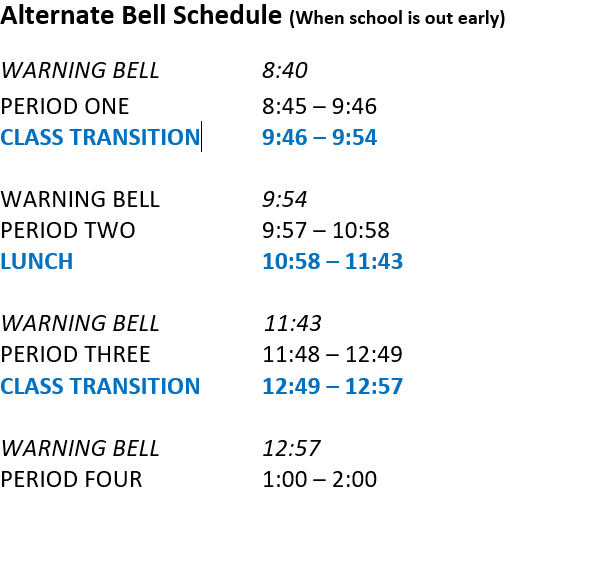 Alternate Bell Schedule (When school is out early)
WARNING BELL 8:40
PERIOD ONE 8:45 – 9:46
CLASS TRANSITION 9:46 – 9:54
WARNING BELL 9:54
PERIOD TWO 9:57 – 10:58
LUNCH 10:58 – 11:43
WARNING BELL 11:43
PERIOD THREE 11:48 – 12:49
CLASS TRANSITION 12:49 – 12:57
WARNING BELL 12:57
PERIOD FOUR 1:00 – 2:00